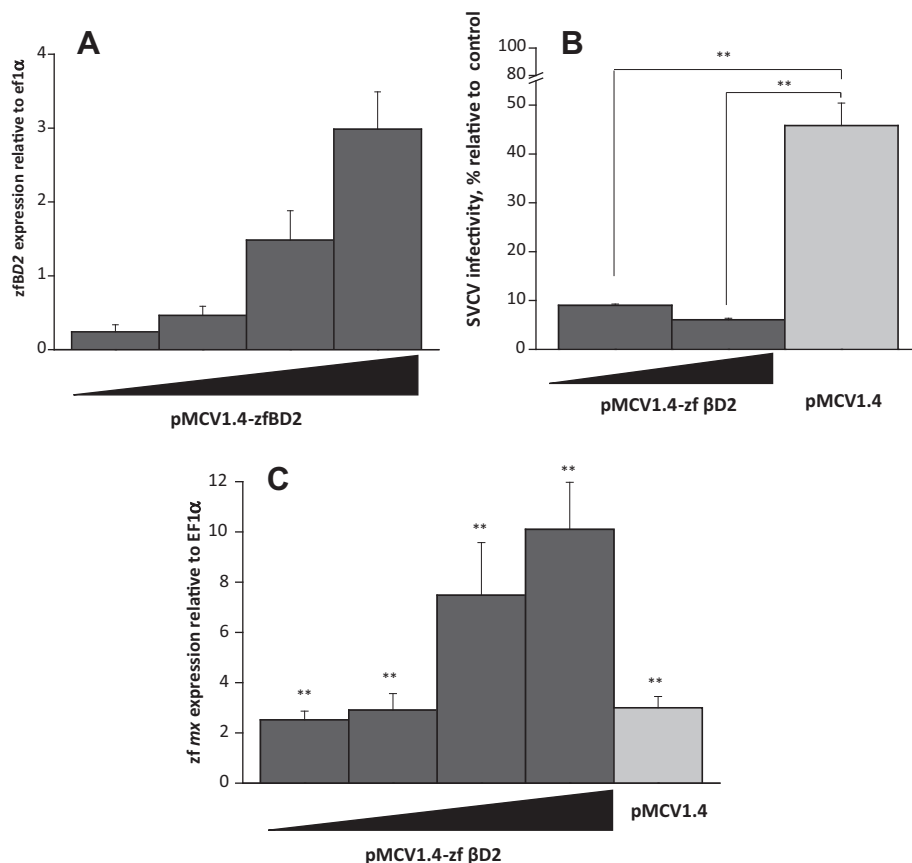 A
zfBD2 expression relative to ef1α
4
3
2
1
0
pMCV1.4-zfBD2
B
SVCV infectivity, % relative to control
100
80
50
40
30
20
10
0
**
**
pMCV1.4-zf βD2
pMCV1.4
C
zf mx expression relative to EF1α
12
10
8
6
4
2
0
**
**
**
**
**
pMCV1.4-zf βD2
pMCV1.4